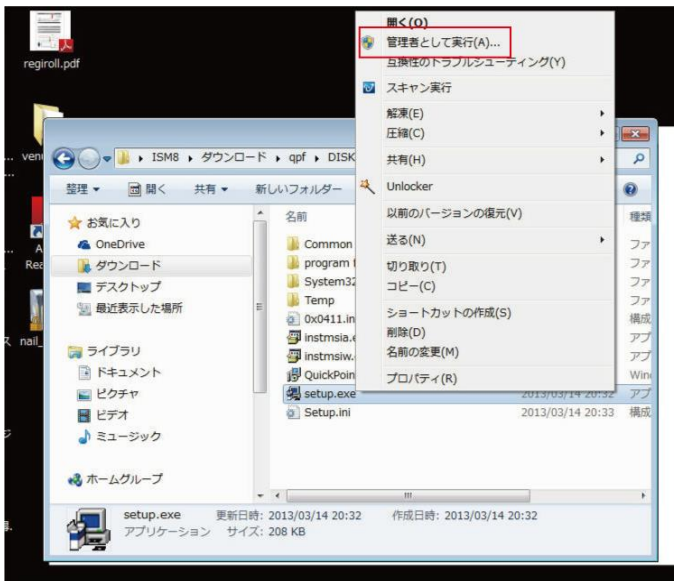 regiroll.pdf
開く(O)
管理者として実行(A)...
互換性のトラブルシューティング(Y)
スキャン実行
解凍(E)
圧縮(C)
共有(H)
Unlocker
以前のバージョンの復元(V)
送る(N)
切り取り(T)
コピー(C)
ショートカットの作成(S)
削除(D)
名前の変更(M)
プロパティ(R)
ISM8 ▸ ダウンロード ▸ qpf ▸ DISK
整理 開く 共有 新しいフォルダー
お気に入り
OneDrive
ダウンロード
デスクトップ
最近表示した場所
ライブラリ
ドキュメント
ピクチャ
ビデオ
ミュージック
ホームグループ
名前
Common
program
System32
Temp
0x0411.in
instmsia.e
instmsiw.
QuickPoin
setup.exe 2013/03/14 20:32 アプ
Setup.ini 2013/03/14 20:33 構成
種類
ファ
ファ
ファ
ファ
構成
アプ
アプ
Win
setup.exe 更新日時: 2013/03/14 20:32 作成日時: 2013/03/14 20:32
アプリケーション サイズ: 208 KB